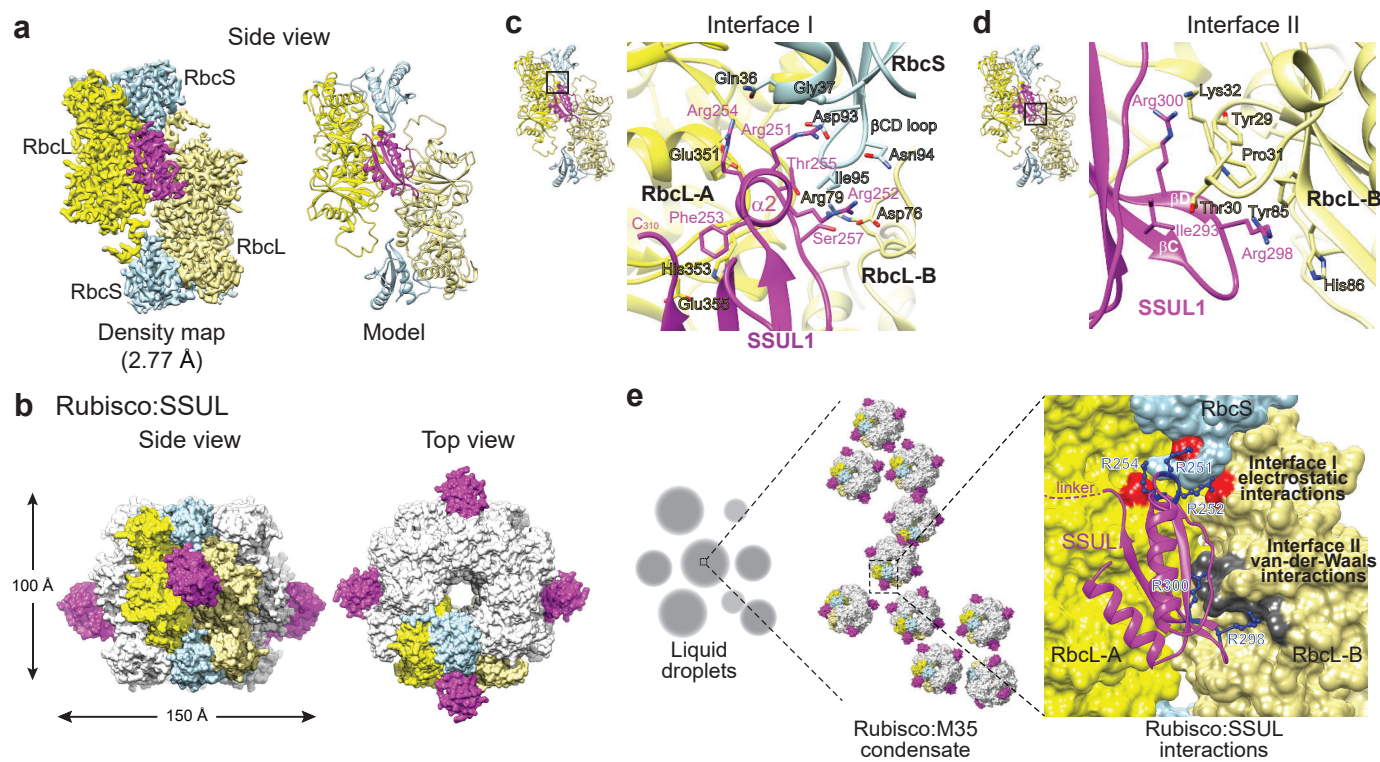 a
Side view
RbcS
RbcL
RbcL
RbcS
Density map
(2.77 Å)
Model
b Rubisco:SSUL
Side view
Top view
100 Å
150 Å
c
Interface I
RbcS
Gln36
Gly37
Arg254
Arg251
Asp93
βCD loop
Glu351
Thr255
Asn94
Ile95
RbcL-A
Arg79
Arg252
α2
Asp76
Phe253
C310
Ser257
His353
RbcL-B
Glu355
SSUL1
d
Interface II
Arg300
Lys32
Tyr29
Pro31
RbcL-B
βD
Thr30
Tyr85
Ile293
βC
Arg298
His86
SSUL1
e
Liquid
droplets
Rubisco:M35
condensate
RbcS
R254
R251
Interface I
electrostatic
interactions
linker
R252
SSUL
Interface II
van-der-Waals
interactions
R300
R298
RbcL-A
RbcL-B
Rubisco:SSUL
interactions